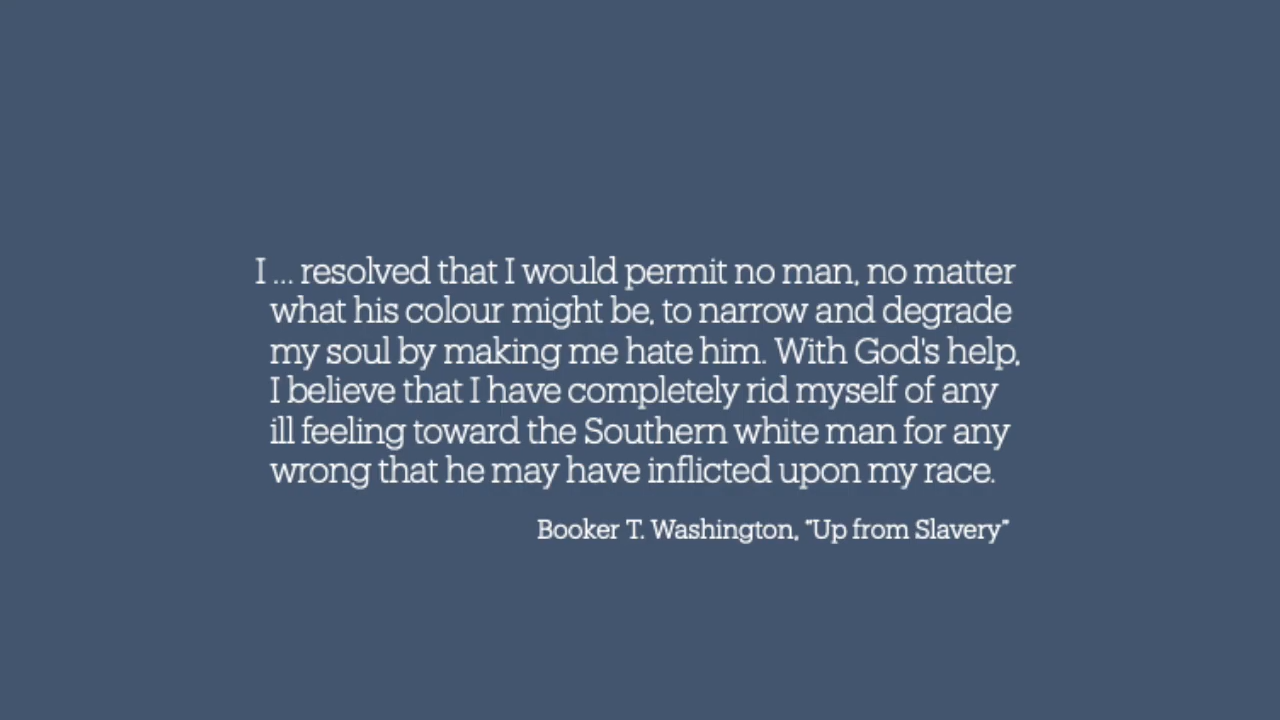 I ... resolved that I would permit no man, no matter
what his colour might be, to narrow and degrade
my soul by making me hate him. With God's help,
I believe that I have completely rid myself of any
ill feeling toward the Southern white man for any
wrong that he may have inflicted upon my race.
Booker T. Washington, "Up from Slavery"